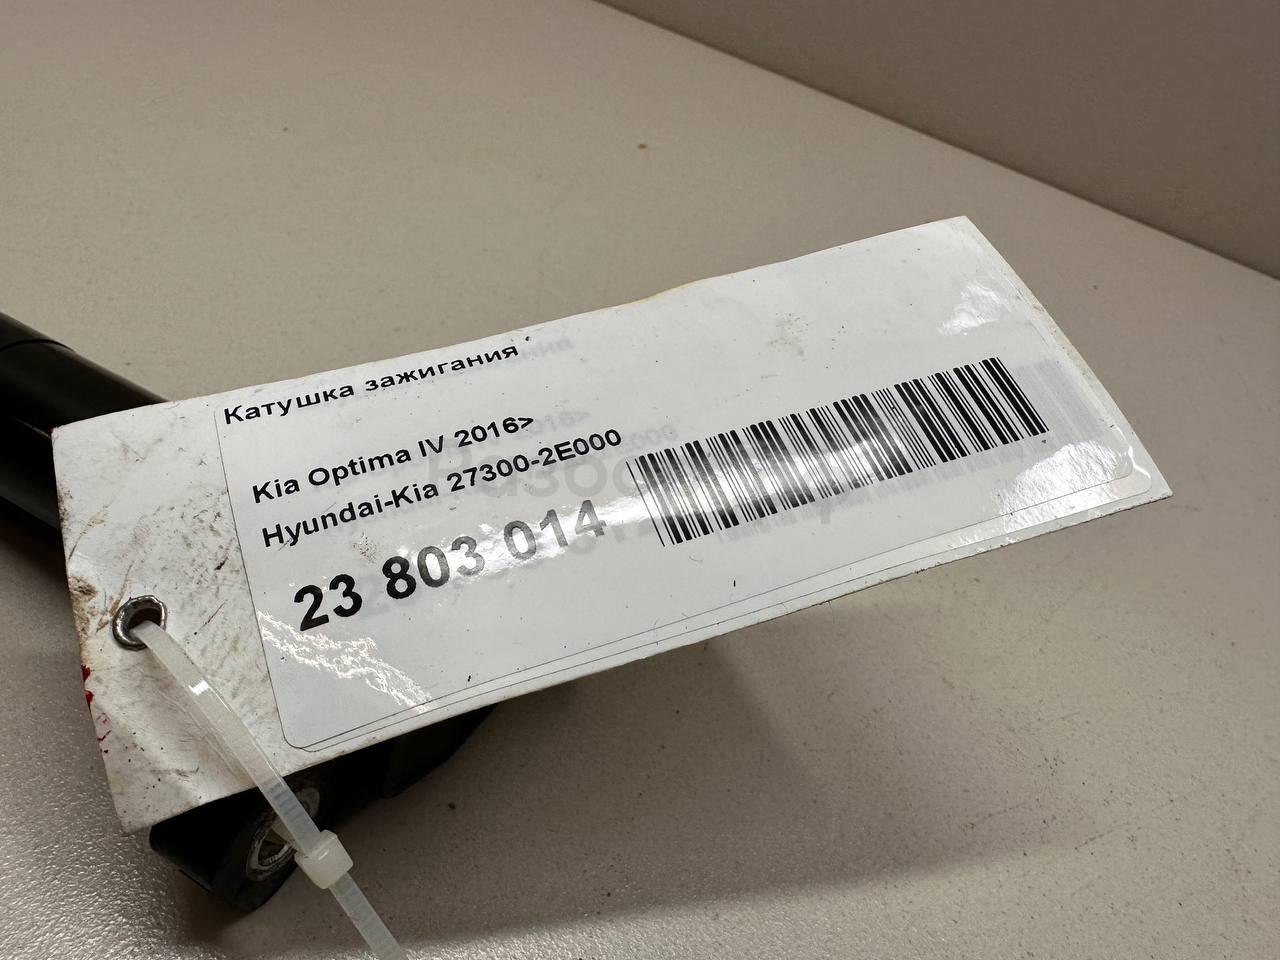 Катушка зажигания
Kia Optima IV 2016>
Hyundai-Kia 27300-2E000
23 803 014